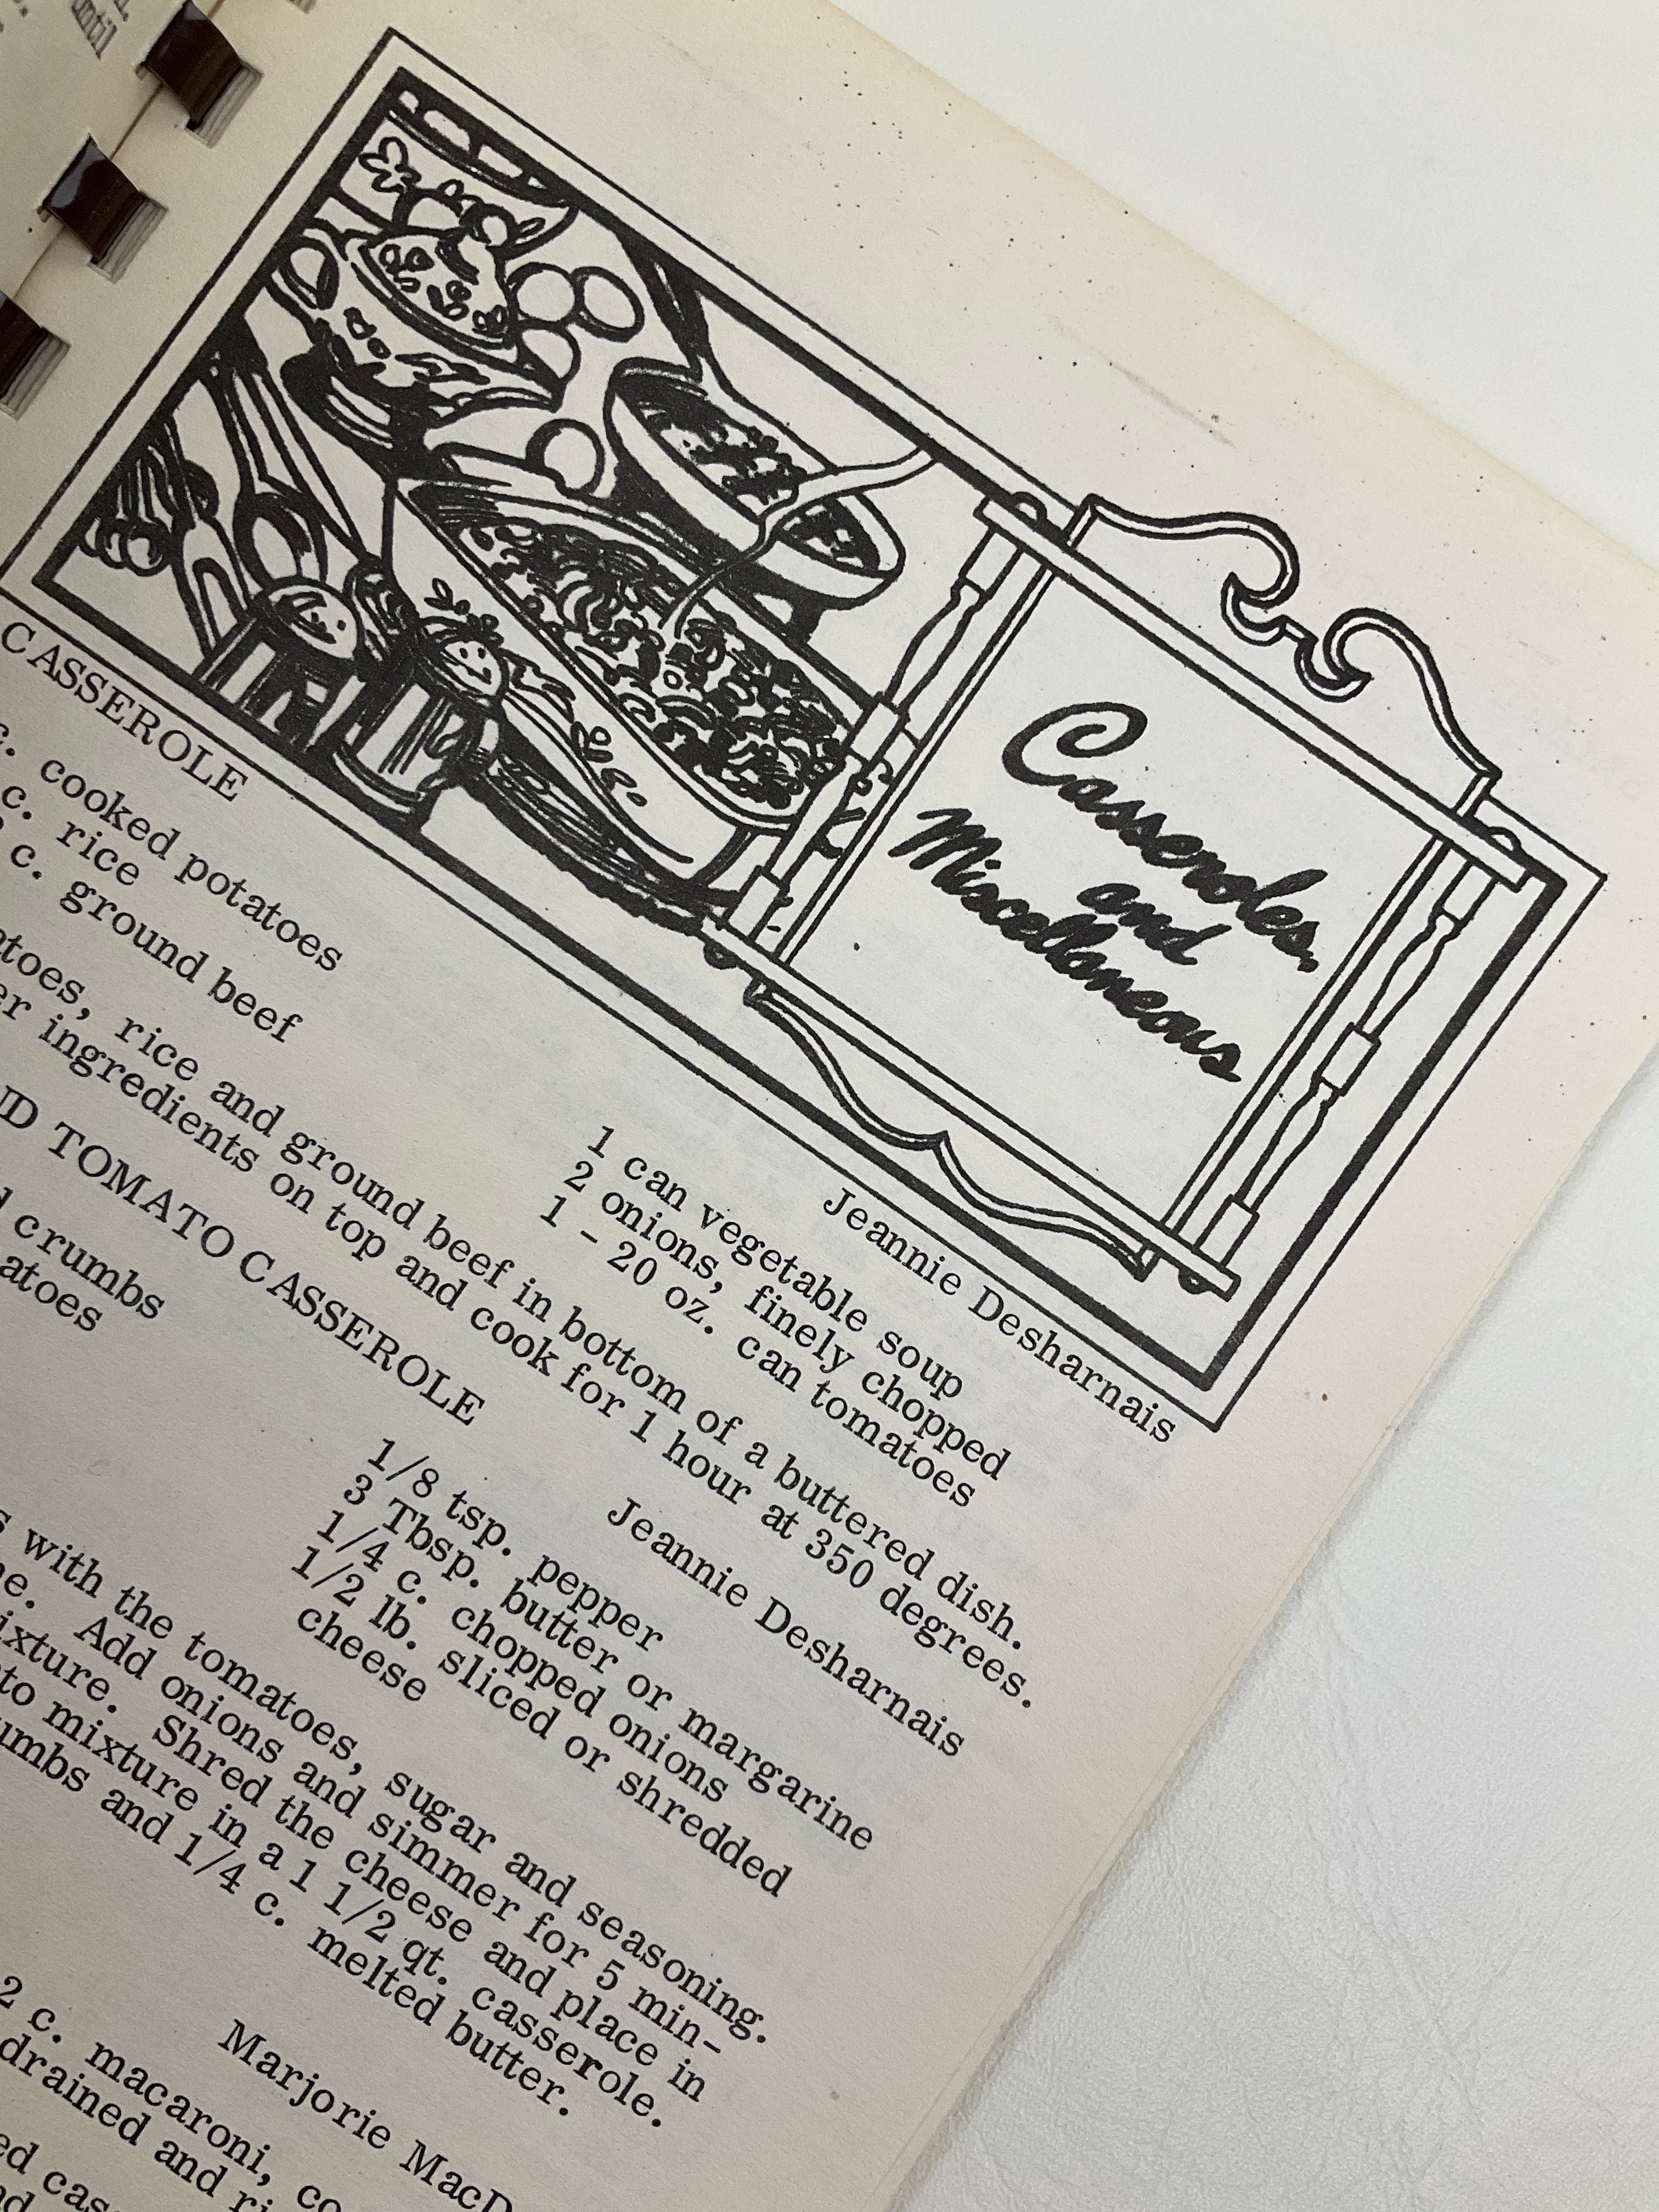 until
Casseroles,
and
Miscellaneous
CASSEROLE
Jeannie Desharnais
c. cooked potatoes
c. rice
c. ground beef
1 can vegetable soup
2 onions, finely chopped
1 - 20 oz. can tomatoes
rice and ground beef in bottom of a buttered dish.
ingredients on top and cook for 1 hour at 350 degrees.
TOMATO CASSEROLE
Jeannie Desharnais
crumbs
1/8 tsp. pepper
3 Tbsp. butter or margarine
1/4 c. chopped onions
1/2 lb. sliced or shredded
cheese
with the tomatoes, sugar and seasoning.
Add onions and simmer for 5 min-
Shred the cheese and place in
to mixture in a 1 1/2 qt. casserole.
and 1/4 c. melted butter.
Marjorie MacD
2 c. macaroni, co
drained and ri